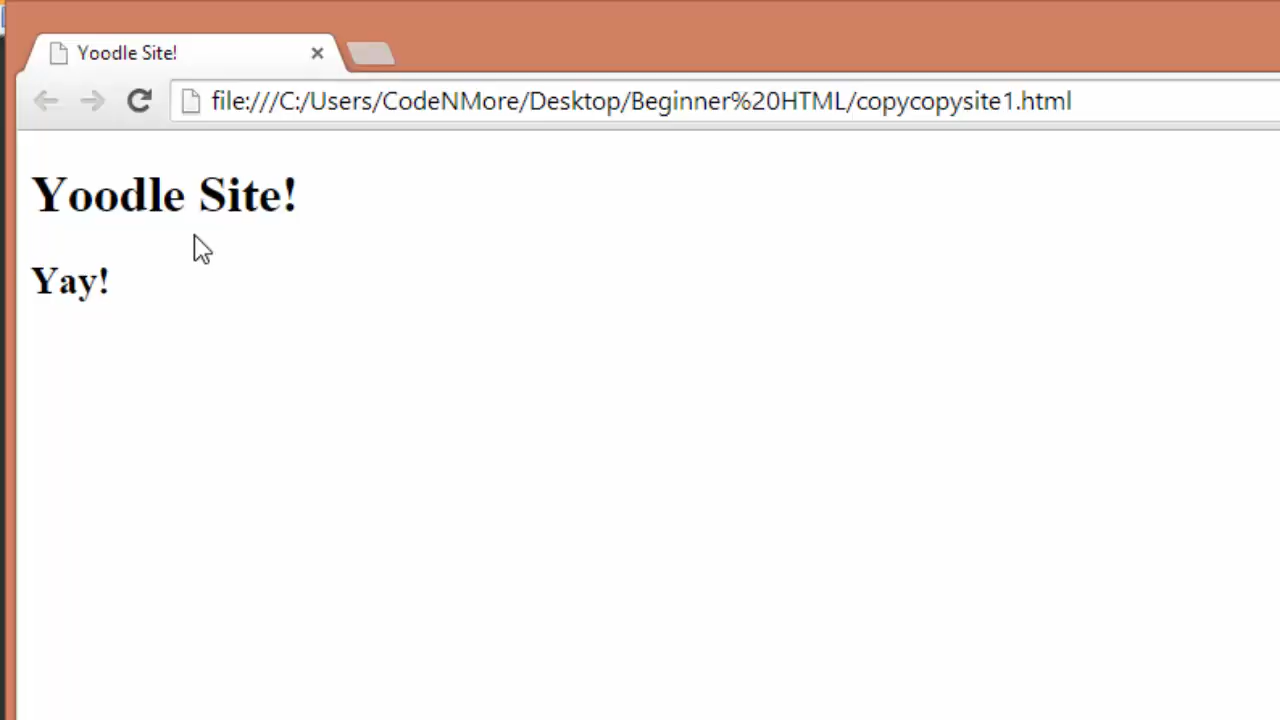 Yoodle Site!
file:///C:/Users/CodeNMore/Desktop/Beginner%20HTML/copycopysite1.html
Yoodle Site!
Yay!